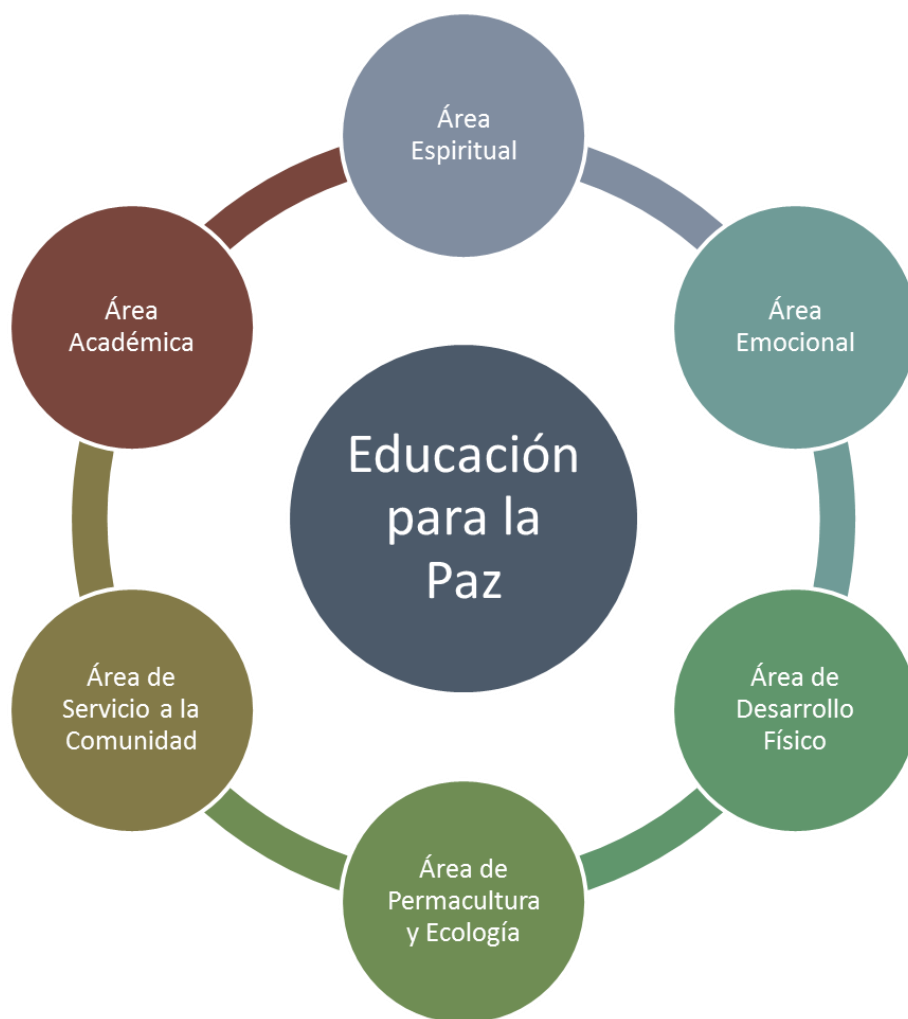 Área
Espiritual
Área
Emocional
Área de
Desarrollo
Físico
Área de
Permacultura
y Ecología
Área de
Servicio a la
Comunidad
Área
Académica
Educación
para la
Paz